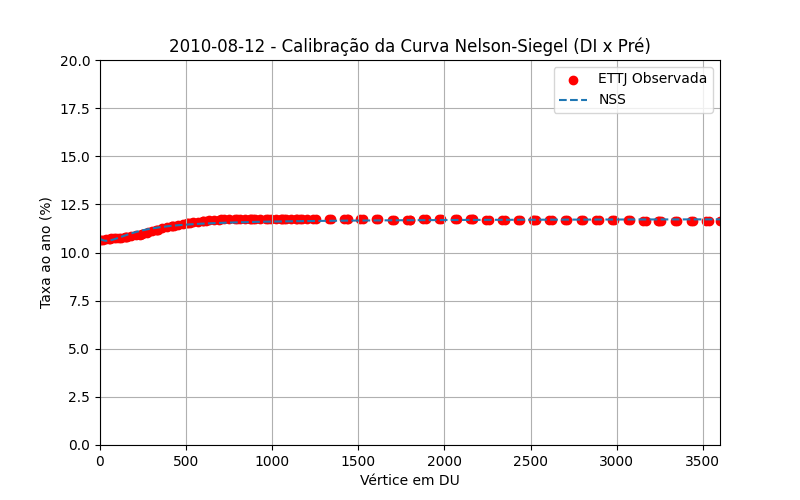 2010-08-12 - Calibração da Curva Nelson-Siegel (DI x Pré)
ETTJ Observada
NSS
Taxa ao ano (%)
20.0
17.5
15.0
12.5
10.0
7.5
5.0
2.5
0.0
0 500 1000 1500 2000 2500 3000 3500
Vértice em DU